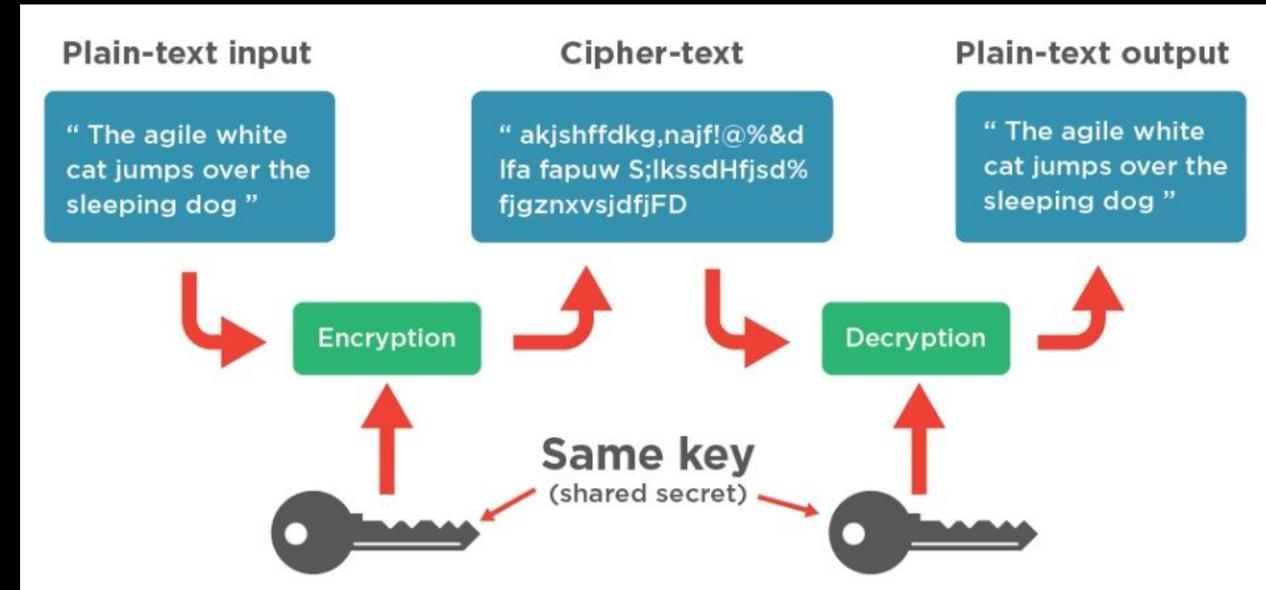 Plain-text input
“ The agile white
cat jumps over the
sleeping dog ”
Cipher-text
“ akjshffdkg,najf!@%&d
lfa fapuw S;lkssdHfjsd%
fjgznxvsjdfjFD
Plain-text output
“ The agile white
cat jumps over the
sleeping dog ”
Encryption
Decryption
Same key
(shared secret)